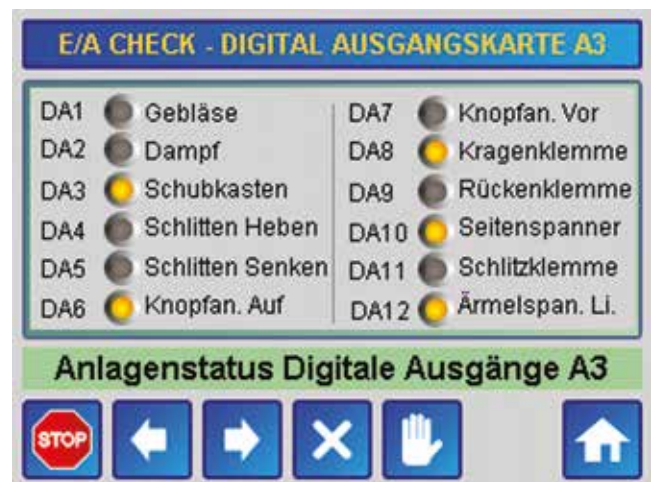 E/A CHECK - DIGITAL AUSGANGSKARTE A3
DA1 Gebläse
DA2 Dampf
DA3 Schubkasten
DA4 Schlitten Heben
DA5 Schlitten Senken
DA6 Knopfan. Auf
DA7 Knopfan. Vor
DA8 Kragenklemme
DA9 Rückenklemme
DA10 Seitenspanner
DA11 Schlitzklemme
DA12 Ärmelspan. Li.
Anlagenstatus Digitale Ausgänge A3
STOP